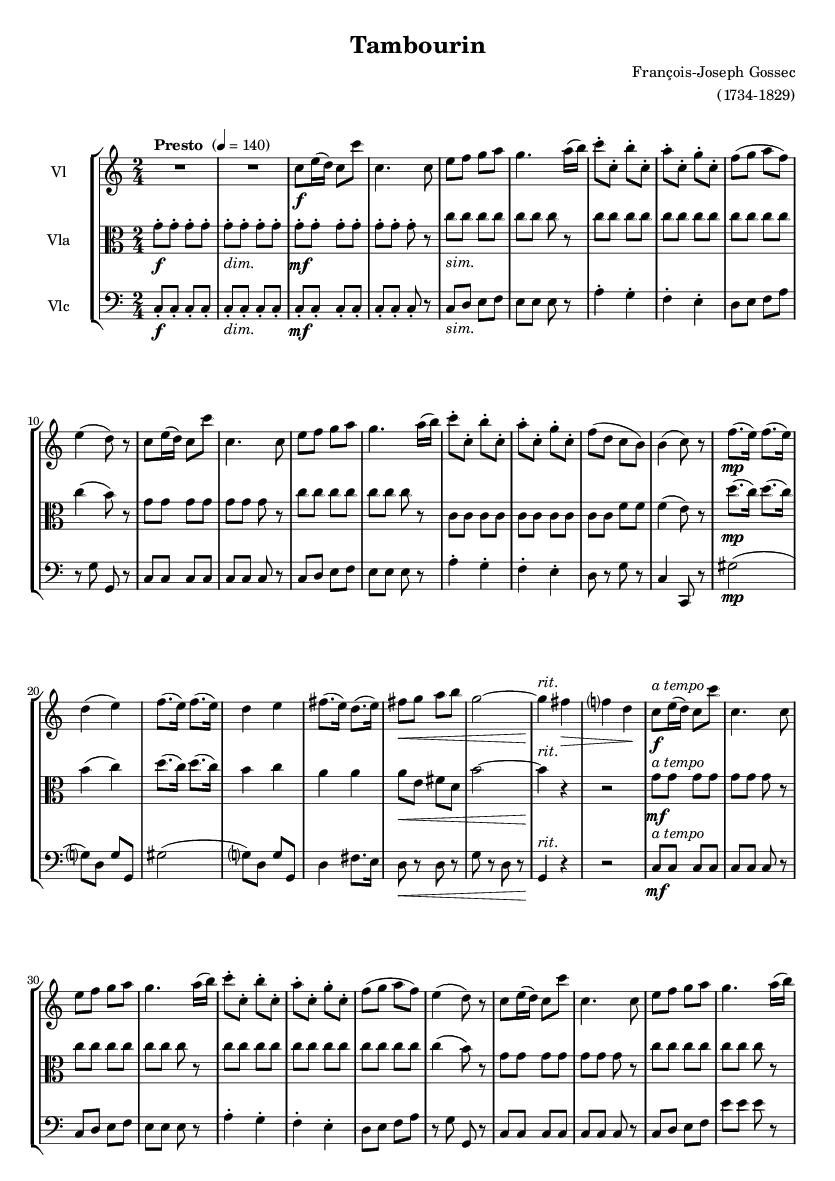 Tambourin
François-Joseph Gossec
(1734-1829)
Presto (♩ = 140)
Vl
f
Vla
f dim. mf sim.
Vlc
f dim. mf sim.
10
mp
mp
mp
20
rit. a tempo
f
rit. a tempo
mf
rit. a tempo
mf
30